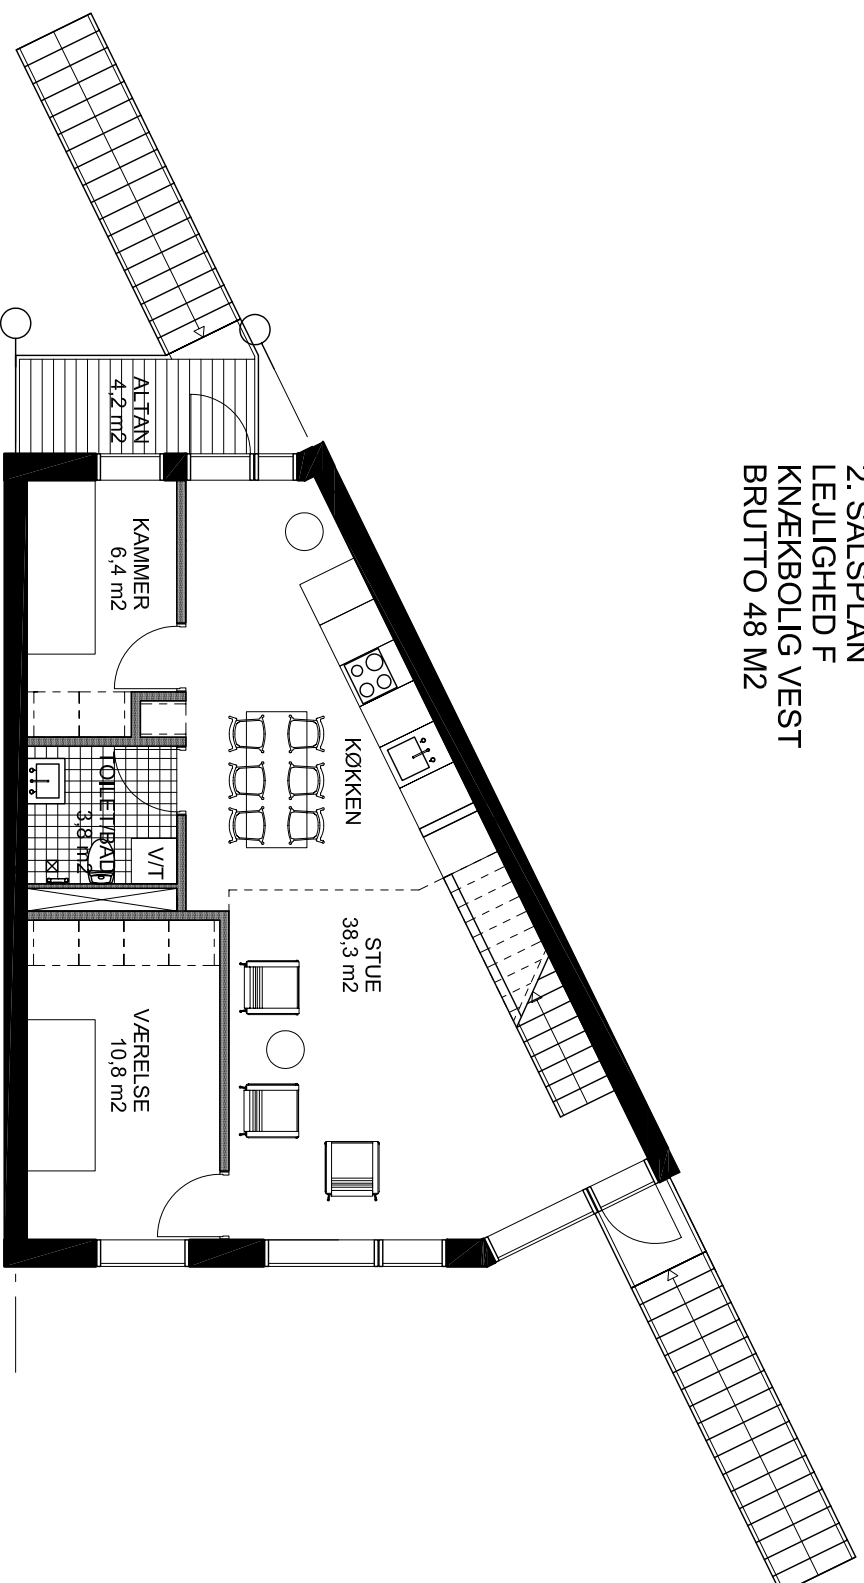 2. SALSPLAN
LEJLIGHED F
KNÆKBOLIG VEST
BRUTTO 48 M2
ALTAN
4,2 m2
KAMMER
6,4 m2
KØKKEN
TOILET/BAD
3,8 m2
V/T
STUE
38,3 m2
VÆRELSE
10,8 m2